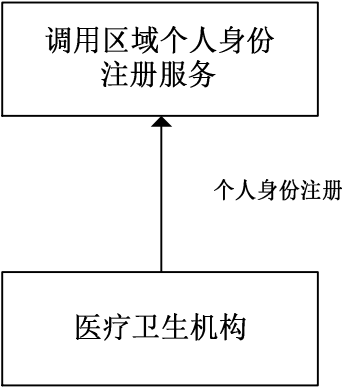 调用区域个人身份
注册服务
个人身份注册
医疗卫生机构